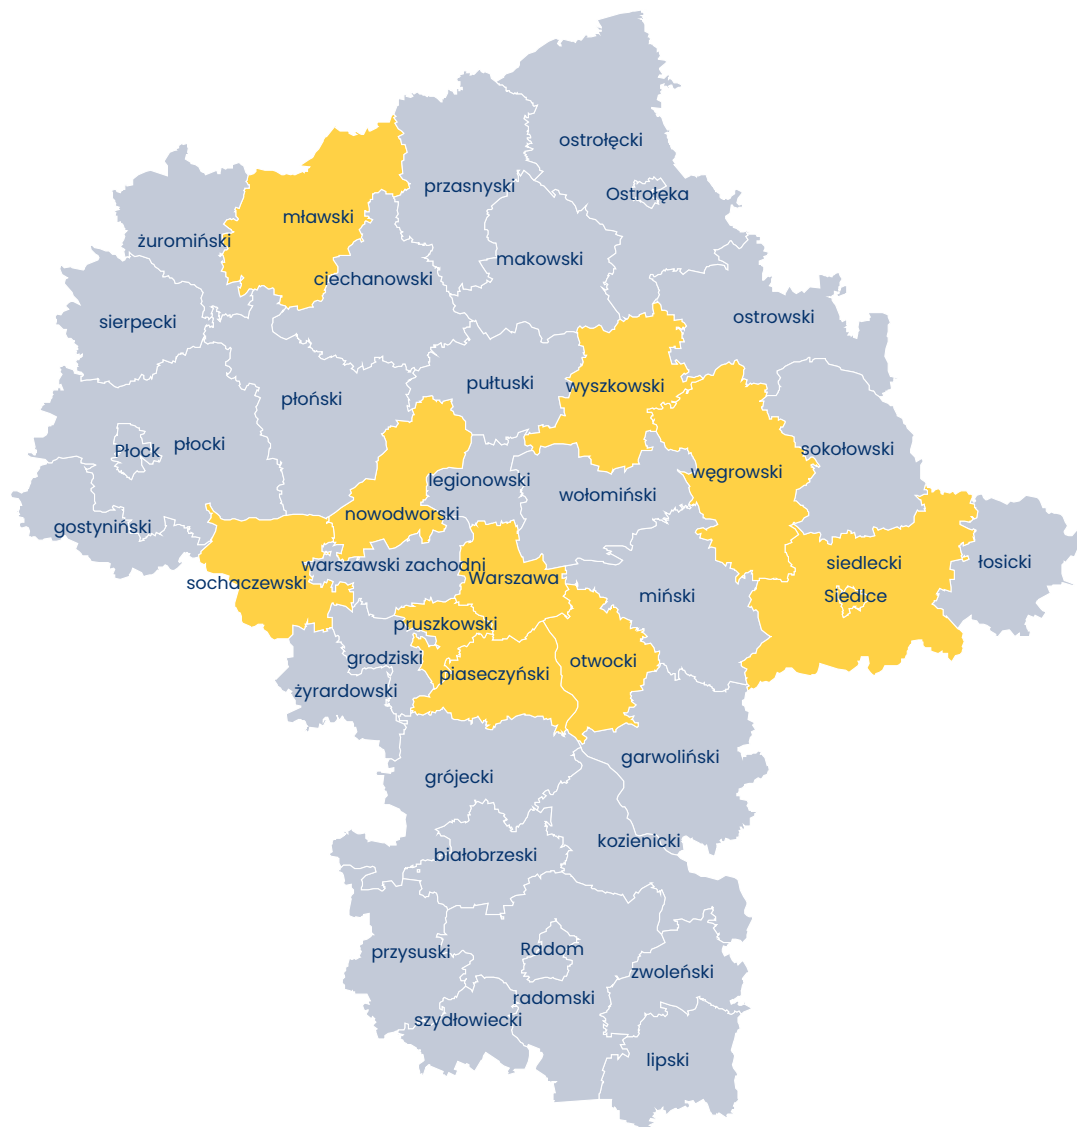 ostrołęcki
przasnyski
Ostrołęka
mławski
żuromiński
makowski
ciechanowski
ostrowski
sierpecki
pułtuski
wyszkowski
płoński
płocki
Płock
sokołowski
węgrowski
legionowski
wołomiński
nowodworski
gostyniński
siedlecki
łosicki
warszawski zachodni
Warszawa
sochaczewski
miński
Siedlce
pruszkowski
grodziski
otwocki
piaseczyński
żyrardowski
garwoliński
grójecki
kozienicki
białobrzeski
Radom
przysuski
zwoleński
radomski
szydłowiecki
lipski